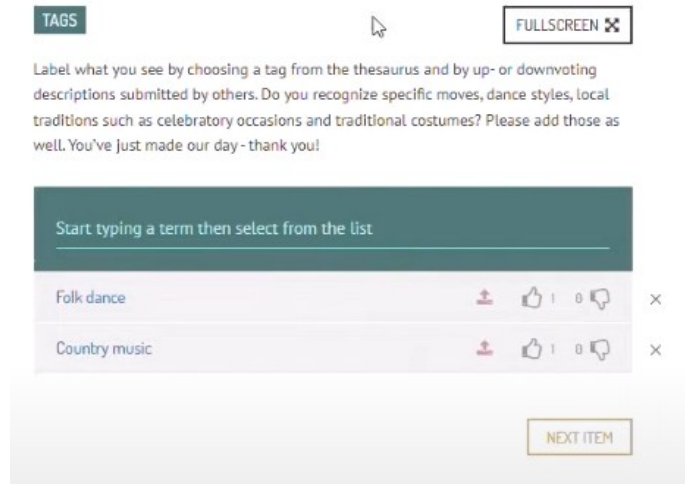 TAGS
FULLSCREEN
Label what you see by choosing a tag from the thesaurus and by up- or downvoting
descriptions submitted by others. Do you recognize specific moves, dance styles, local
traditions such as celebratory occasions and traditional costumes? Please add those as
well. You've just made our day - thank you!
Start typing a term then select from the list
Folk dance 1 0
Country music 1 0
NEXT ITEM